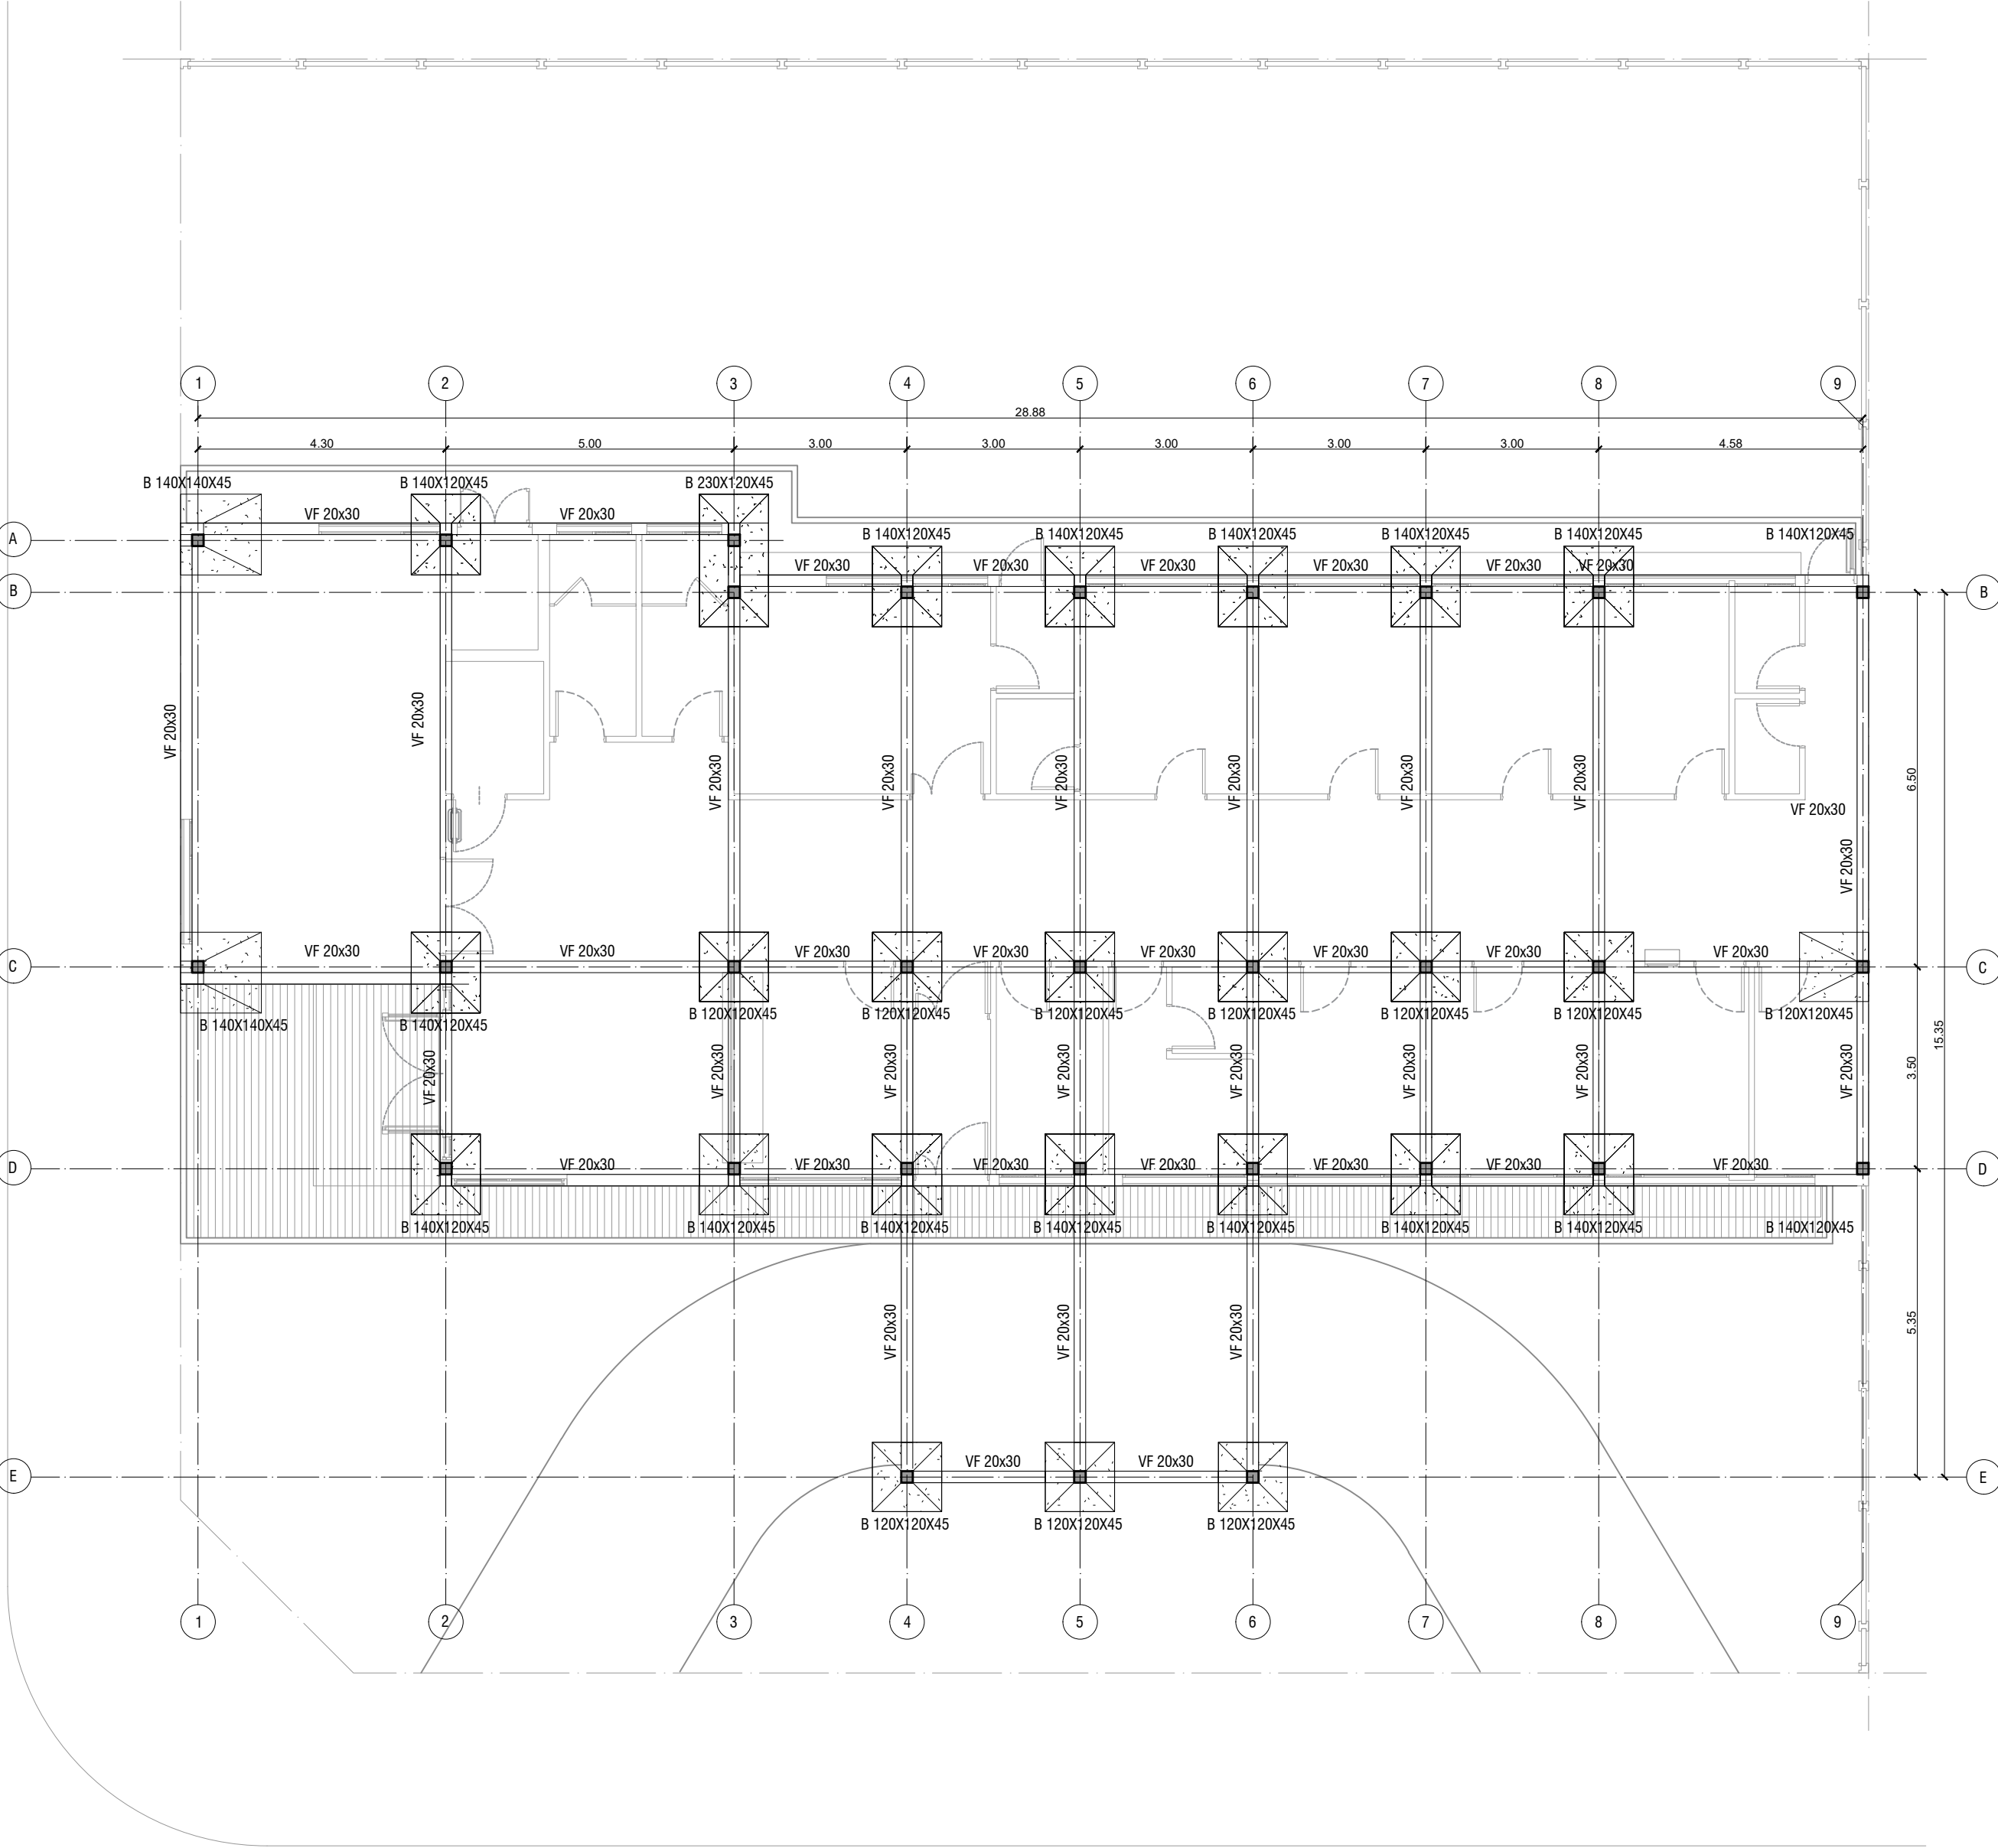 1 2 3 4 5 6 7 8 9
28.88
4.30 5.00 3.00 3.00 3.00 3.00 3.00 4.58
B 140X140X45 B 140X120X45 B 230X120X45
VF 20x30 VF 20x30
A
B 140X120X45 B 140X120X45 B 140X120X45 B 140X120X45 B 140X120X45 B 140X120X45
VF 20x30 VF 20x30 VF 20x30 VF 20x30 VF 20x30 VF 20x30
B B
VF 20x30 VF 20x30 VF 20x30 VF 20x30 VF 20x30 VF 20x30 VF 20x30 VF 20x30
6.50
VF 20x30
VF 20x30
VF 20x30 VF 20x30 VF 20x30 VF 20x30 VF 20x30 VF 20x30 VF 20x30 VF 20x30
C C
B 120X120X45 B 120X120X45 B 120X120X45 B 120X120X45 B 120X120X45 B 120X120X45 B 120X120X45
B 140X140X45 B 140X120X45
15.35
VF 20x30 VF 20x30 VF 20x30 VF 20x30 VF 20x30 VF 20x30 VF 20x30 VF 20x30
3.50
VF 20x30 VF 20x30 VF 20x30 VF 20x30 VF 20x30 VF 20x30 VF 20x30
D D
B 140X120X45 B 140X120X45 B 140X120X45 B 140X120X45 B 140X120X45 B 140X120X45 B 140X120X45 B 140X120X45
VF 20x30 VF 20x30 VF 20x30
5.35
VF 20x30 VF 20x30
E E
B 120X120X45 B 120X120X45 B 120X120X45
1 2 3 4 5 6 7 8 9